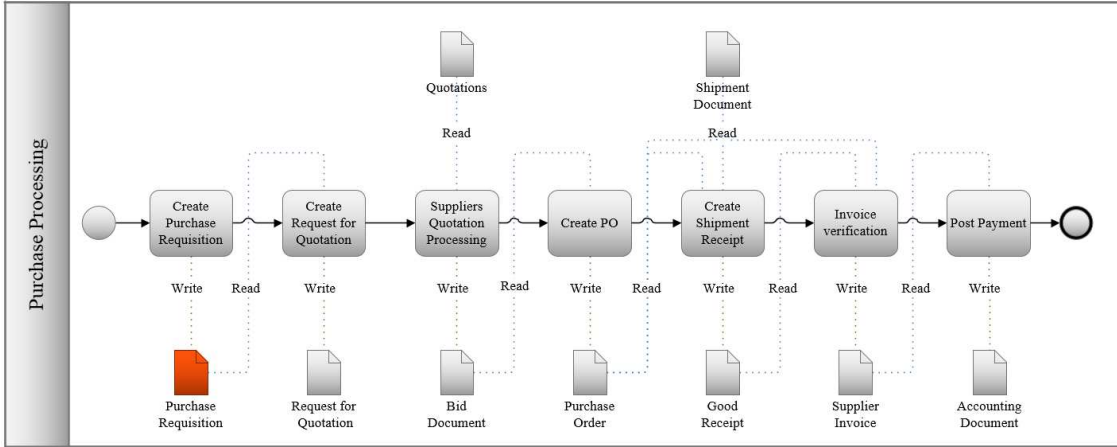 Purchase Processing
Quotations
Shipment
Document
Read
Read
Create
Purchase
Requisition
Create
Request for
Quotation
Suppliers
Quotation
Processing
Create PO
Create
Shipment
Receipt
Invoice
verification
Post Payment
Write
Read
Write
Write
Read
Write
Read
Write
Read
Write
Read
Write
Purchase
Requisition
Request for
Quotation
Bid
Document
Purchase
Order
Good
Receipt
Supplier
Invoice
Accounting
Document